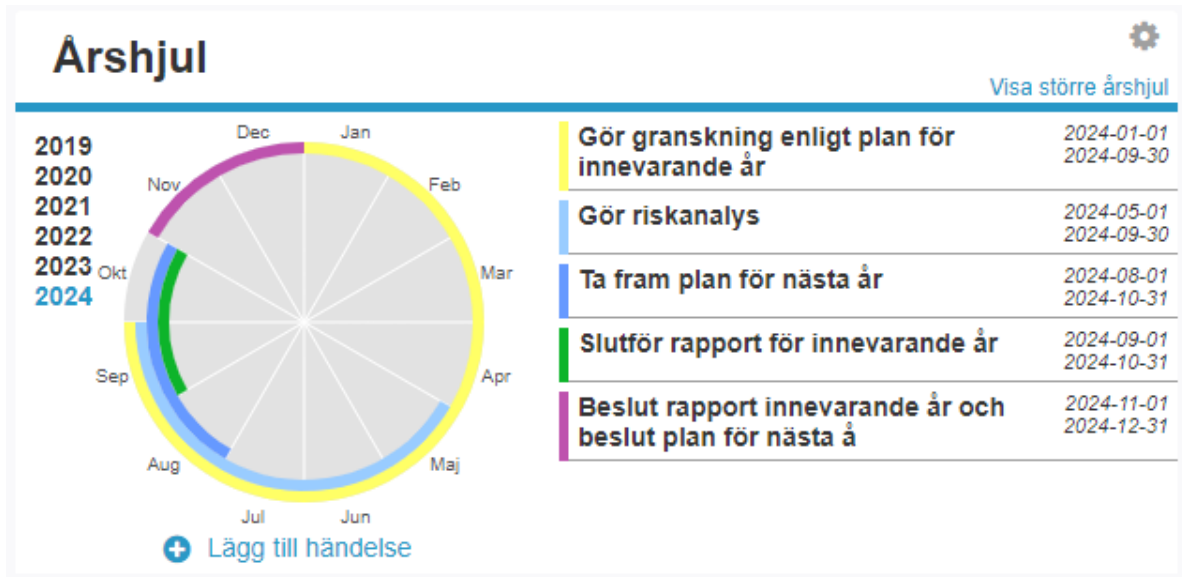 Årshjul
Visa större årshjul
2019
2020
2021
2022
2023
2024
Dec
Jan
Nov
Feb
Okt
Mar
Sep
Apr
Aug
Maj
Jul
Jun
Lägg till händelse
Gör granskning enligt plan för
innevarande år
2024-01-01
2024-09-30
Gör riskanalys
2024-05-01
2024-09-30
Ta fram plan för nästa år
2024-08-01
2024-10-31
Slutför rapport för innevarande år
2024-09-01
2024-10-31
Beslut rapport innevarande år och
beslut plan för nästa å
2024-11-01
2024-12-31